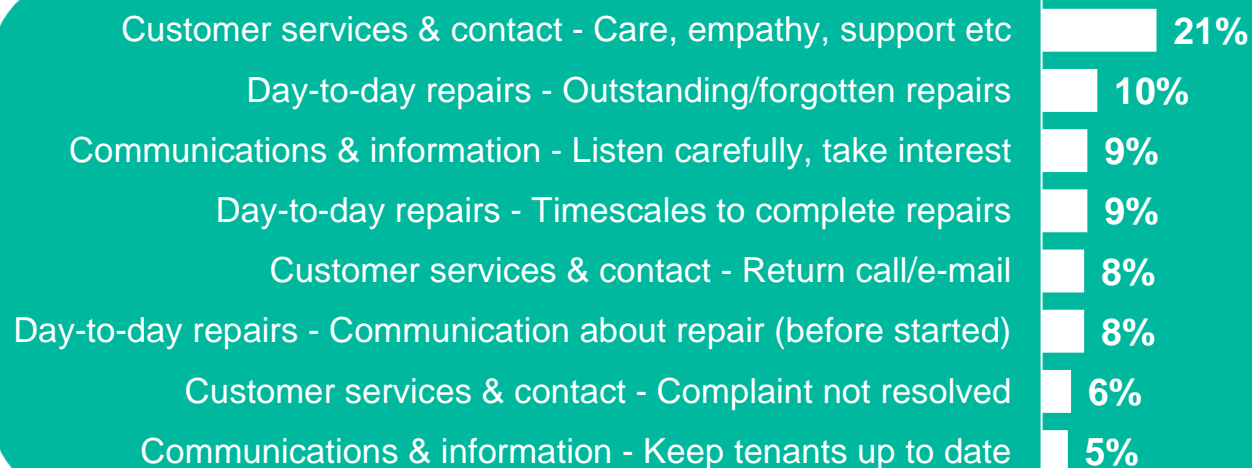 Customer services & contact - Care, empathy, support etc 21%
Day-to-day repairs - Outstanding/forgotten repairs 10%
Communications & information - Listen carefully, take interest 9%
Day-to-day repairs - Timescales to complete repairs 9%
Customer services & contact - Return call/e-mail 8%
Day-to-day repairs - Communication about repair (before started) 8%
Customer services & contact - Complaint not resolved 6%
Communications & information - Keep tenants up to date 5%